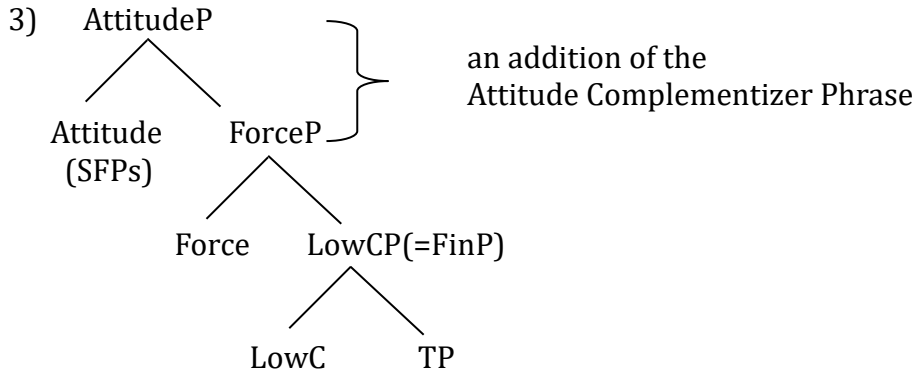 3) AttitudeP
an addition of the
Attitude Complementizer Phrase
Attitude ForceP
(SFPs)
Force LowCP(=FinP)
LowC TP